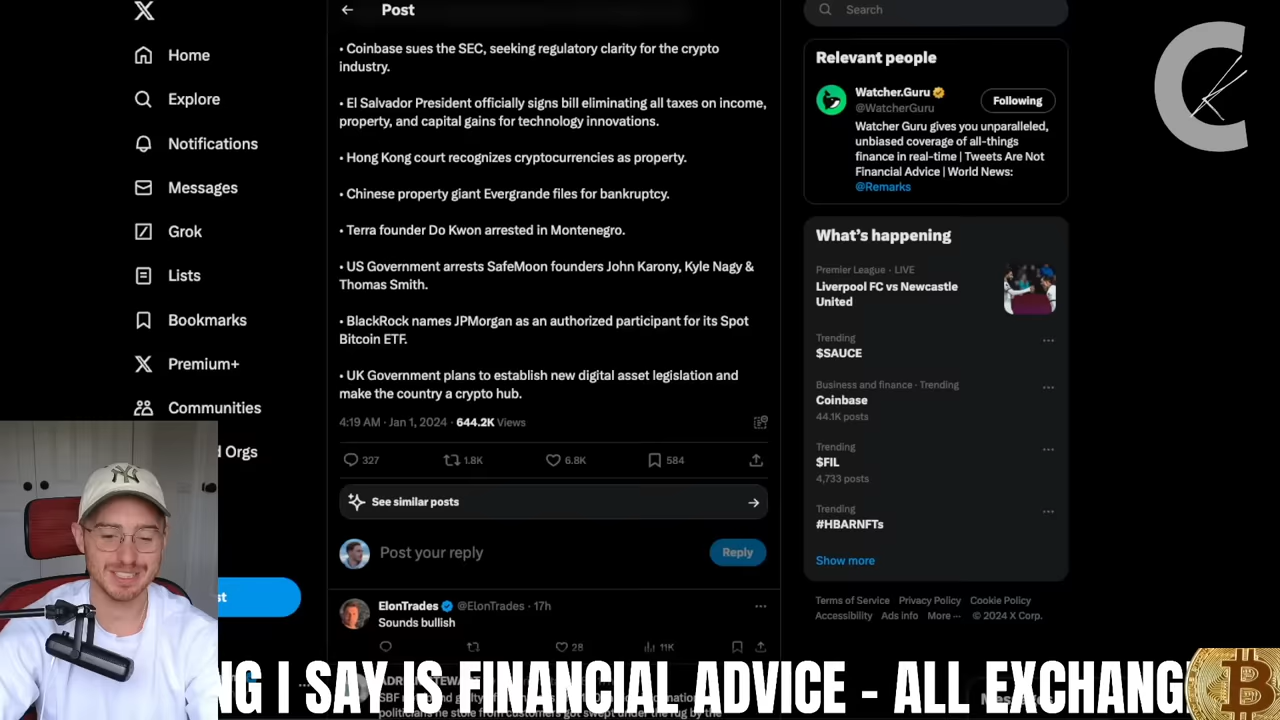 Post
Search
Home
Explore
Notifications
Messages
Grok
Lists
Bookmarks
Premium+
Communities
d Orgs
st
• Coinbase sues the SEC, seeking regulatory clarity for the crypto
industry.
• El Salvador President officially signs bill eliminating all taxes on income,
property, and capital gains for technology innovations.
• Hong Kong court recognizes cryptocurrencies as property.
• Chinese property giant Evergrande files for bankruptcy.
• Terra founder Do Kwon arrested in Montenegro.
• US Government arrests SafeMoon founders John Karony, Kyle Nagy &
Thomas Smith.
• BlackRock names JPMorgan as an authorized participant for its Spot
Bitcoin ETF.
• UK Government plans to establish new digital asset legislation and
make the country a crypto hub.
4:19 AM · Jan 1, 2024 · 644.2K Views
327 1.8K 6.8K 584
See similar posts
Post your reply
Reply
ElonTrades @ElonTrades · 17h
Sounds bullish
28 11K
Relevant people
Watcher.Guru
@WatcherGuru
Following
Watcher Guru gives you unparalleled,
unbiased coverage of all-things
finance in real-time | Tweets Are Not
Financial Advice | World News:
@Remarks
What's happening
Premier League · LIVE
Liverpool FC vs Newcastle
United
Trending
$SAUCE
Business and finance · Trending
Coinbase
44.1K posts
Trending
$FIL
4,733 posts
Trending
#HBARNFTs
Show more
Terms of Service Privacy Policy Cookie Policy
Accessibility Ads info More ··· © 2024 X Corp.
NG I SAY IS FINANCIAL ADVICE - ALL EXCHANG